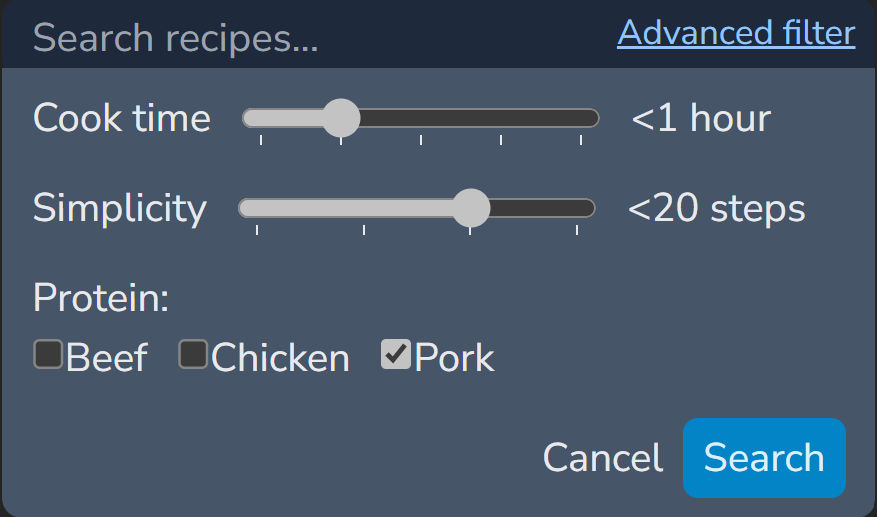 Search recipes... Advanced filter
Cook time <1 hour
Simplicity <20 steps
Protein:
Beef Chicken Pork
Cancel Search